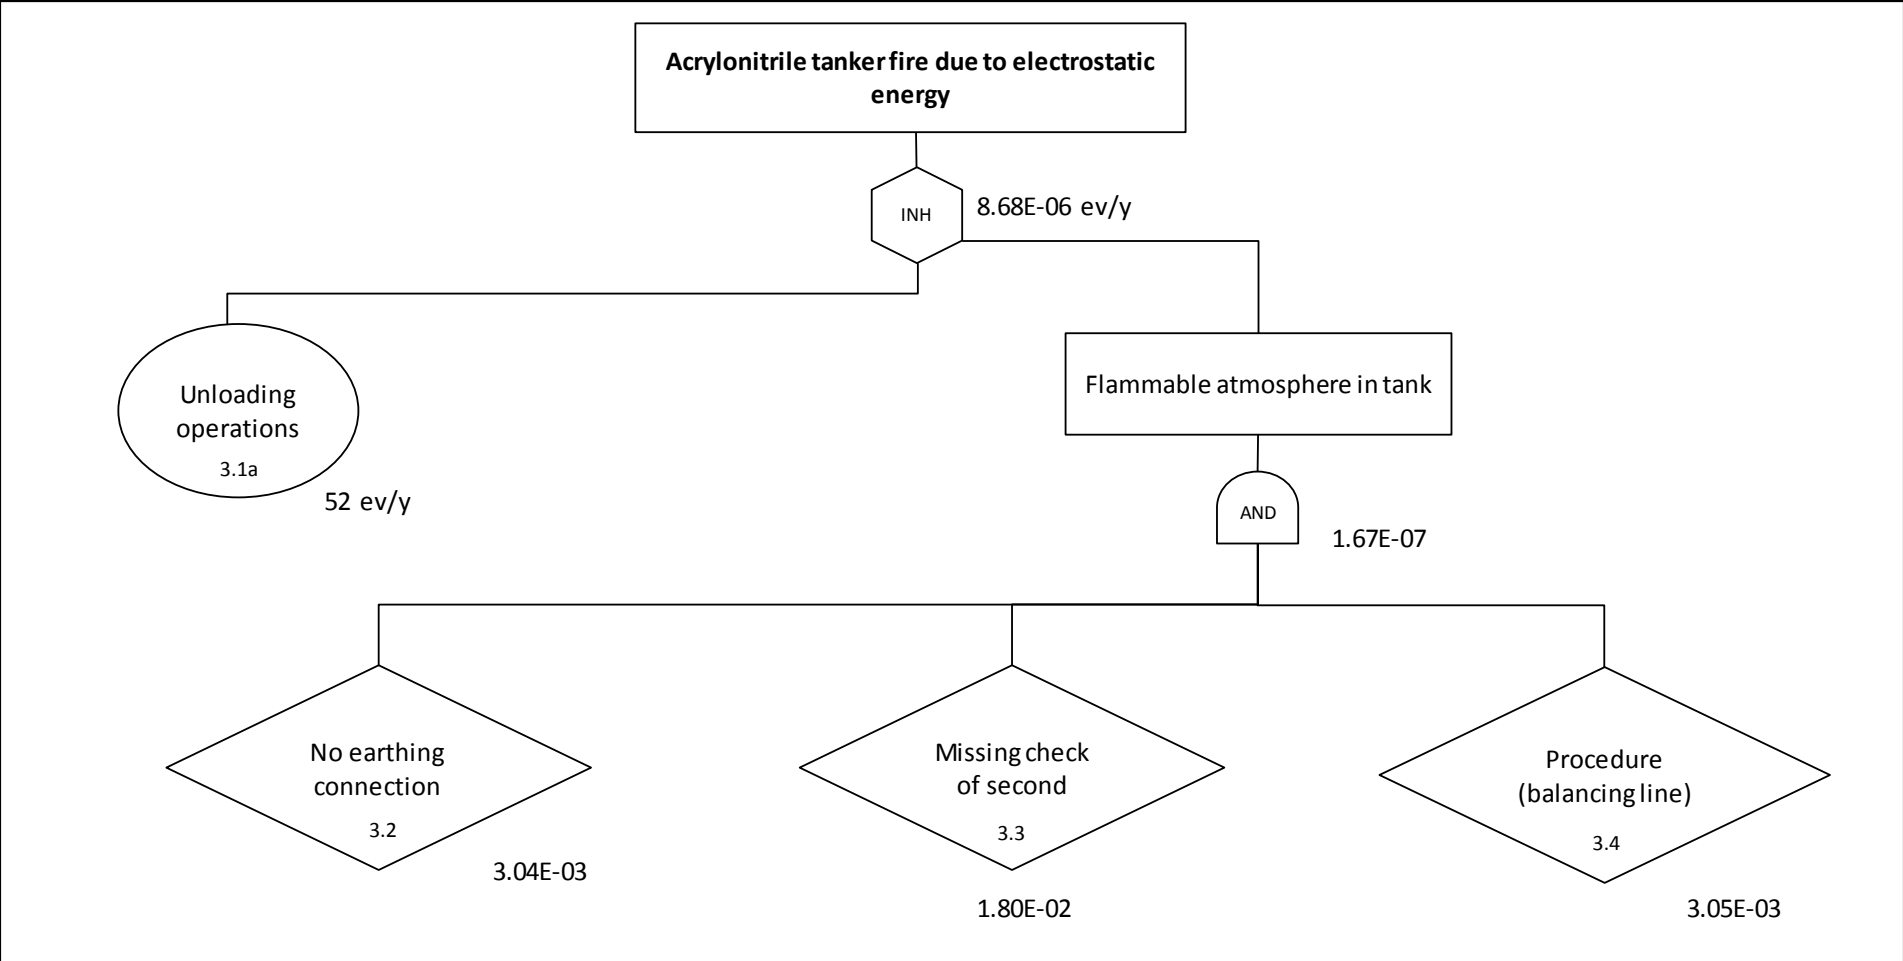 Acrylonitrile tanker fire due to electrostatic
energy
INH
8.68E-06 ev/y
Unloading
operations
3.1a
52 ev/y
Flammable atmosphere in tank
AND
1.67E-07
No earthing
connection
3.2
3.04E-03
Missing check
of second
3.3
1.80E-02
Procedure
(balancing line)
3.4
3.05E-03